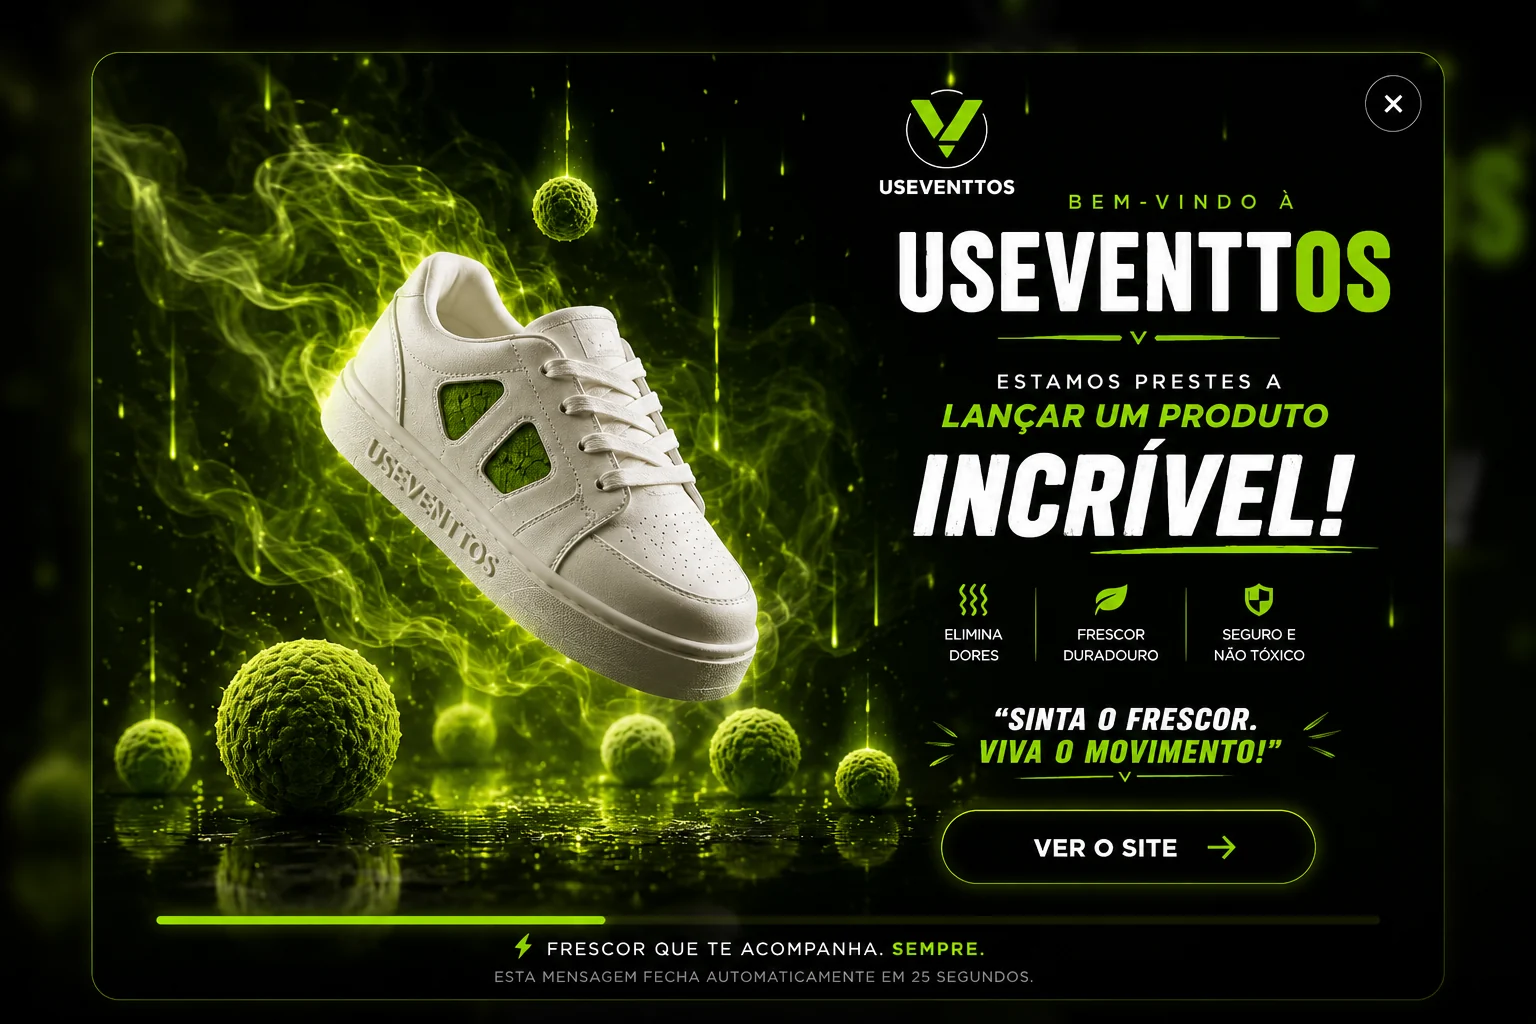 USEVENTTOS
BEM-VINDO À
USEVENTTOS
ESTAMOS PRESTES A
LANÇAR UM PRODUTO
INCRÍVEL!
ELIMINA
DORES
FRESCOR
DURADOURO
SEGURO E
NÃO TÓXICO
“SINTA O FRESCOR.
VIVA O MOVIMENTO!”
VER O SITE
USEVENTTOS
FRESCOR QUE TE ACOMPANHA. SEMPRE.
ESTA MENSAGEM FECHA AUTOMATICAMENTE EM 25 SEGUNDOS.